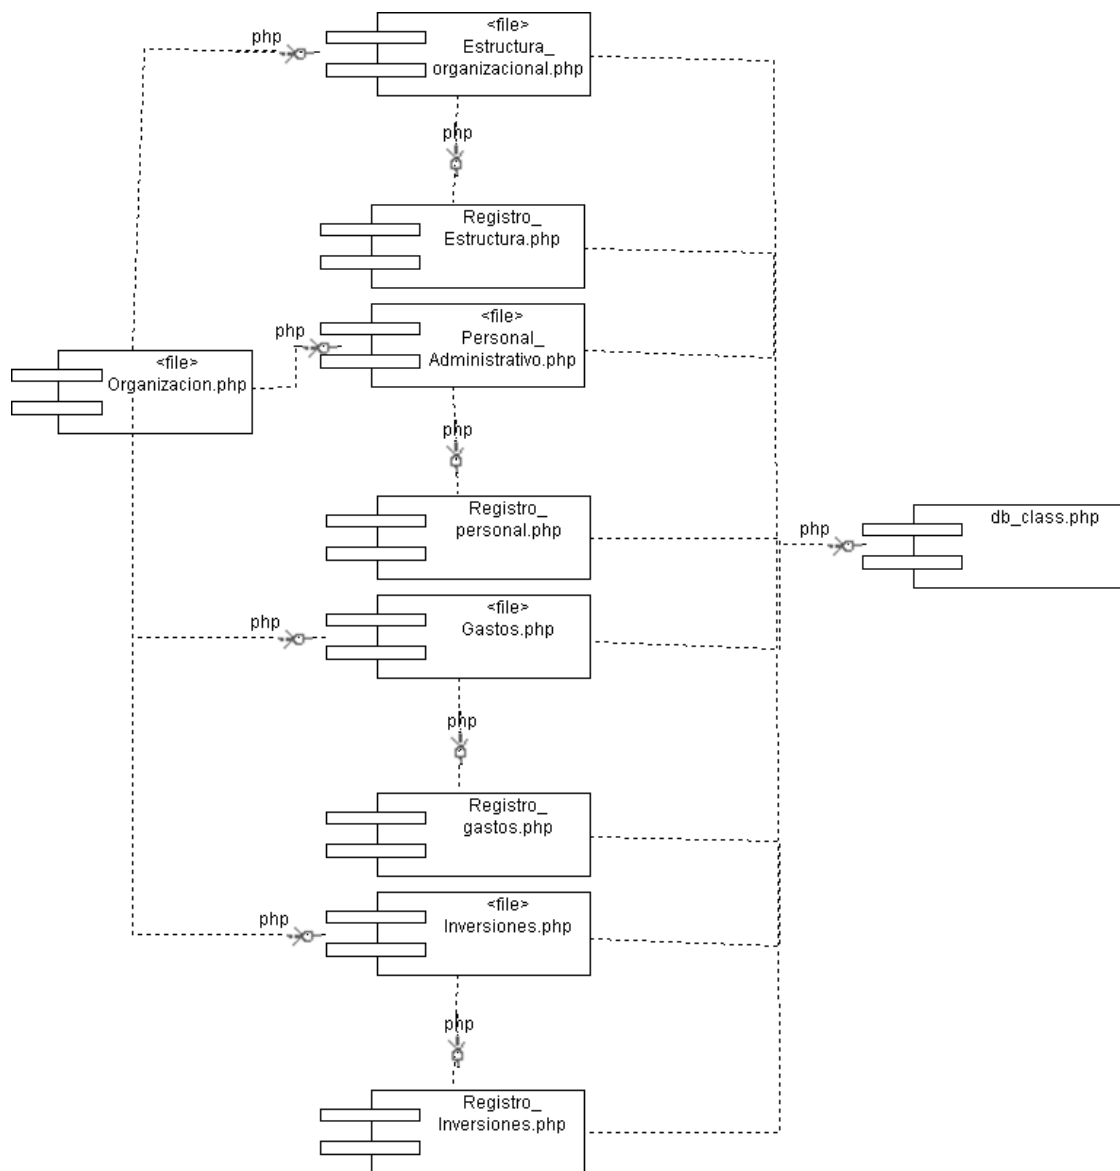 php
<file>
Estructura_
organizacional.php
php
Registro_
Estructura.php
php
<file>
Personal_
Administrativo.php
<file>
Organizacion.php
php
Registro_
personal.php
php
db_class.php
php
<file>
Gastos.php
php
Registro_
gastos.php
php
<file>
Inversiones.php
php
Registro_
Inversiones.php